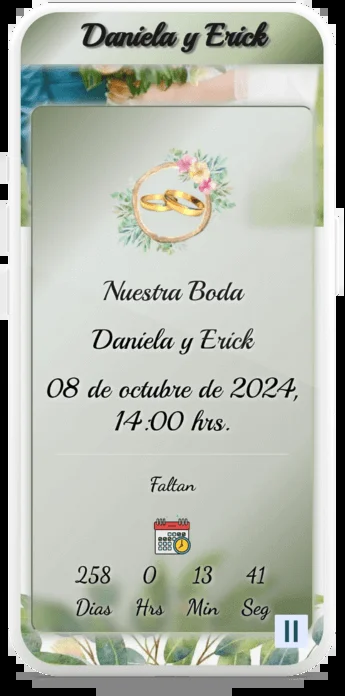 Daniela y Erick
Nuestra Boda
Daniela y Erick
08 de octubre de 2024,
14:00 hrs.
Faltan
258 0 13 41
Dias Hrs Min Seg